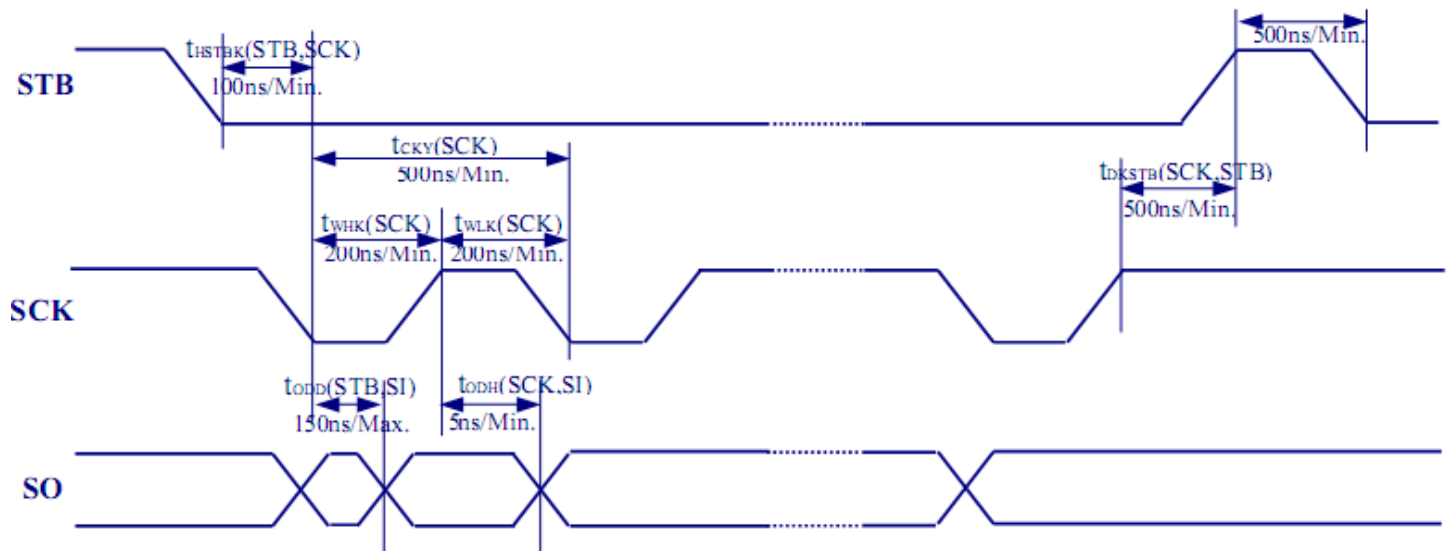 500ns/Min.
tHSTBK(STB,SCK)
100ns/Min.
STB
tCKY(SCK)
500ns/Min.
tDKSTB(SCK,STB)
500ns/Min.
tWHK(SCK) tWLK(SCK)
200ns/Min. 200ns/Min.
SCK
tODD(STB,SI) tODH(SCK,SI)
150ns/Max. 5ns/Min.
SO